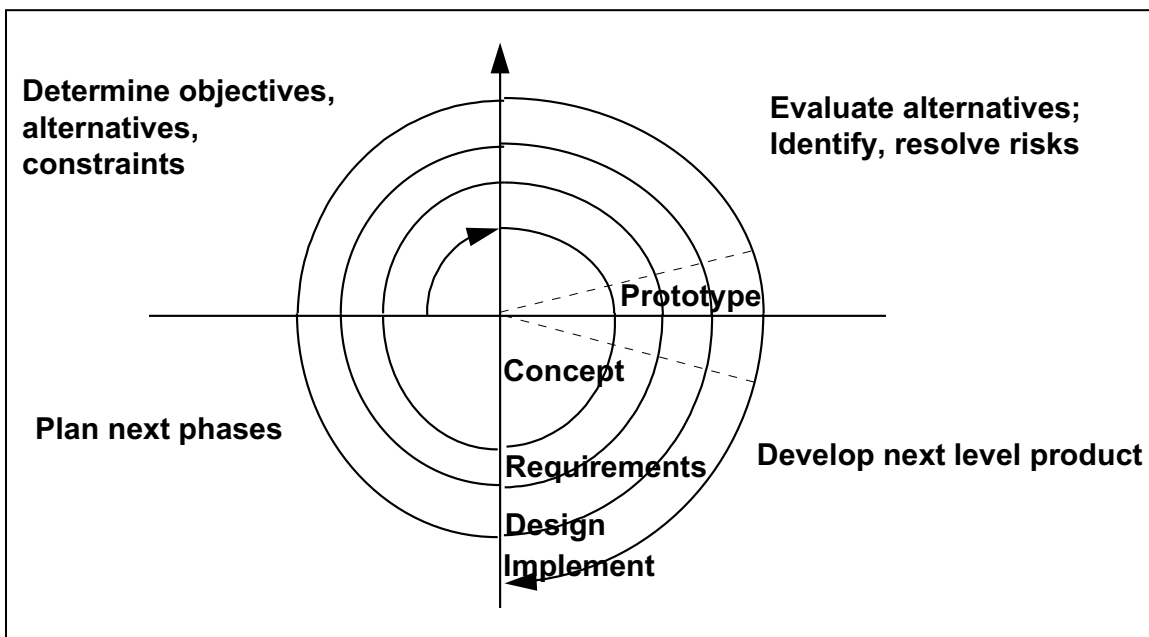 Determine objectives,
alternatives,
constraints
Evaluate alternatives;
Identify, resolve risks
Prototype
Concept
Plan next phases
Develop next level product
Requirements
Design
Implement